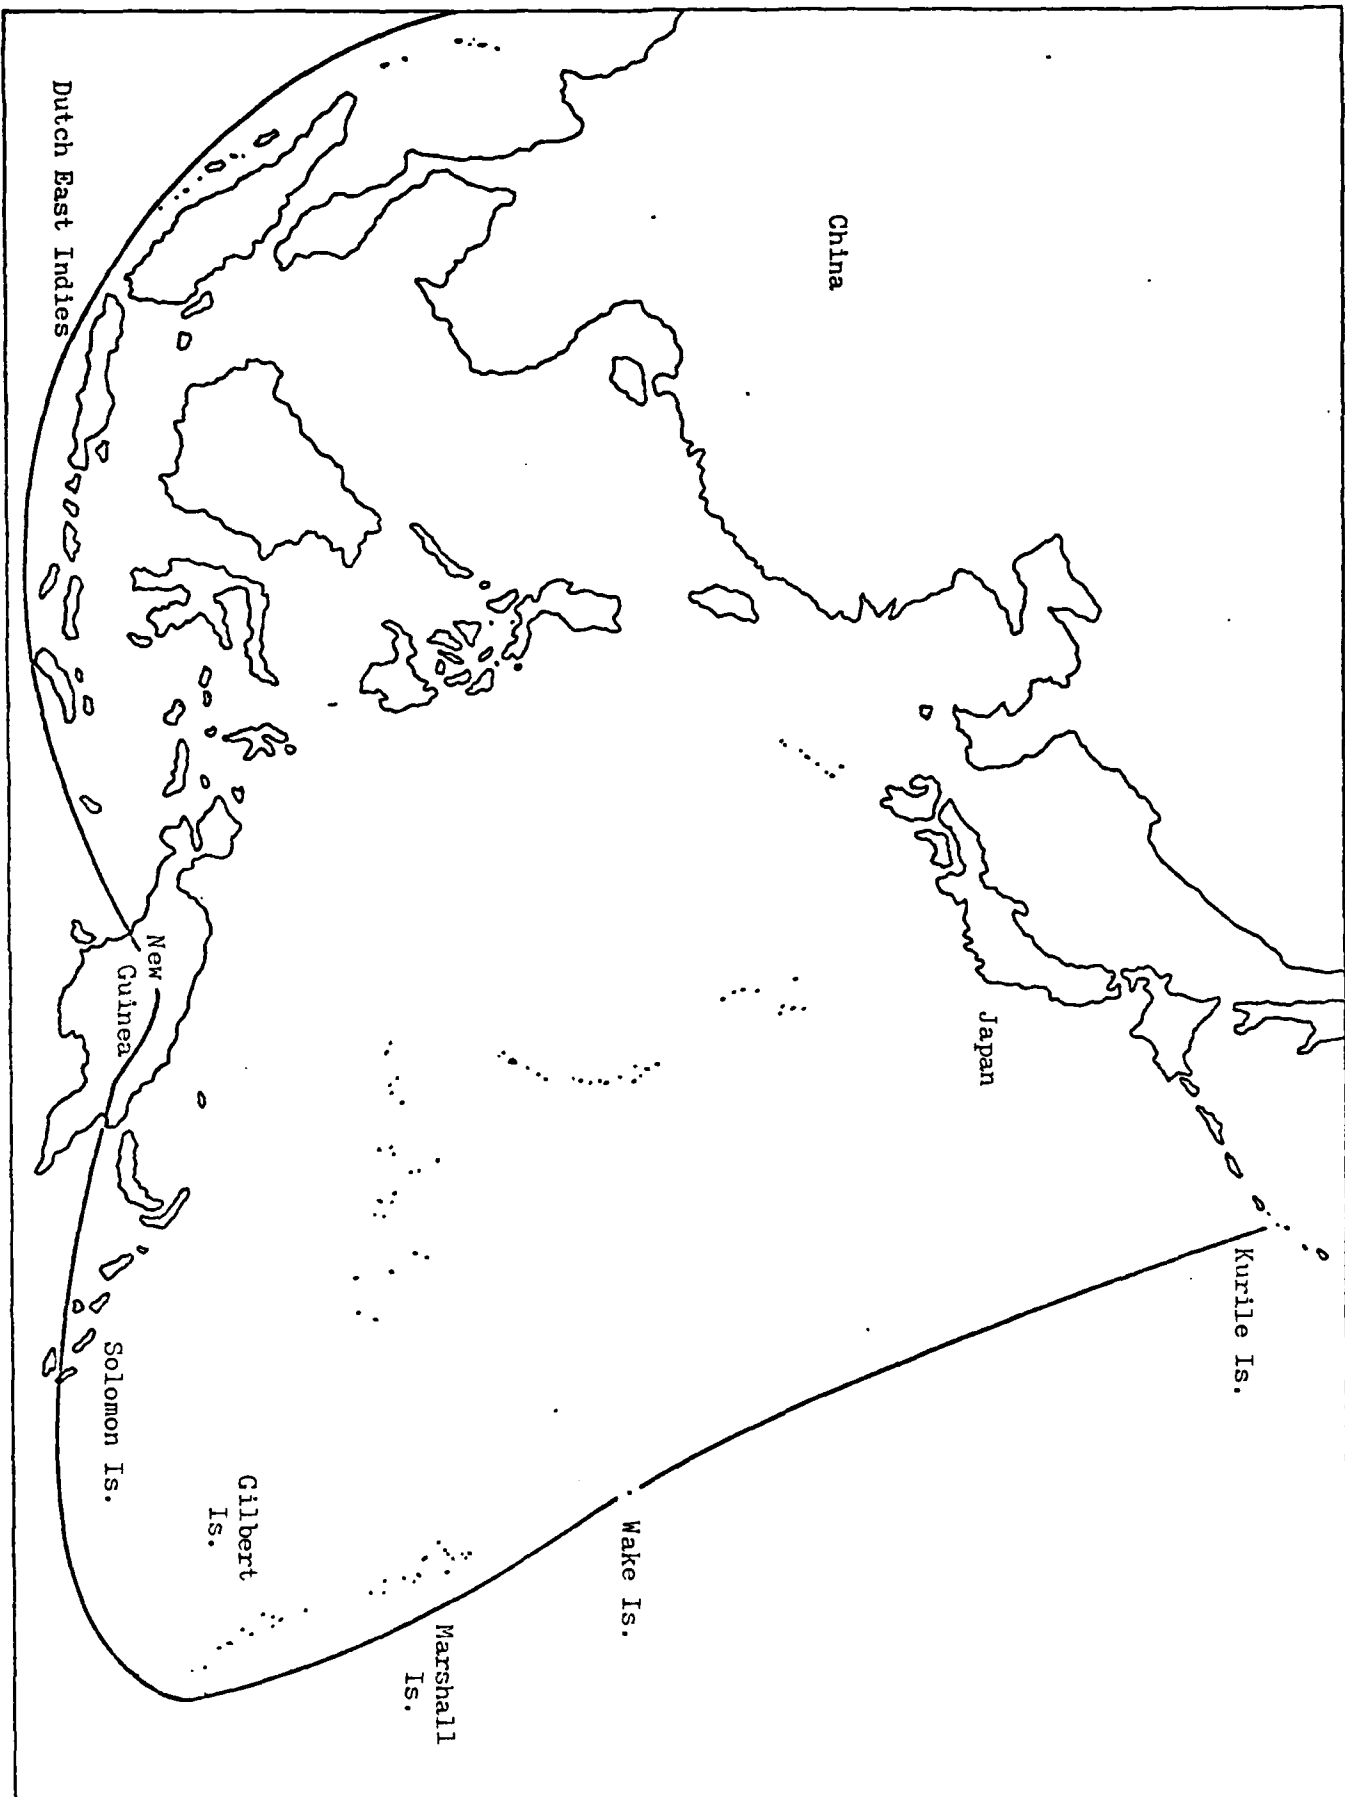 China
Japan
Kurile Is.
Wake Is.
Marshall
Is.
Gilbert
Is.
Solomon Is.
New
Guinea
Dutch East Indies